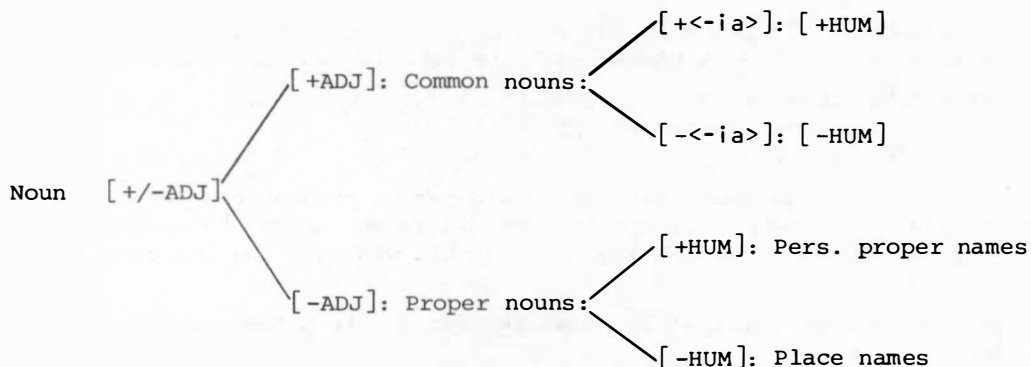 [+<-ia>]: [+HUM]
[+ADJ]: Common nouns:
[-<-ia>]: [-HUM]
Noun [+/-ADJ]
[+HUM]: Pers. proper names
[-ADJ]: Proper nouns:
[-HUM]: Place names